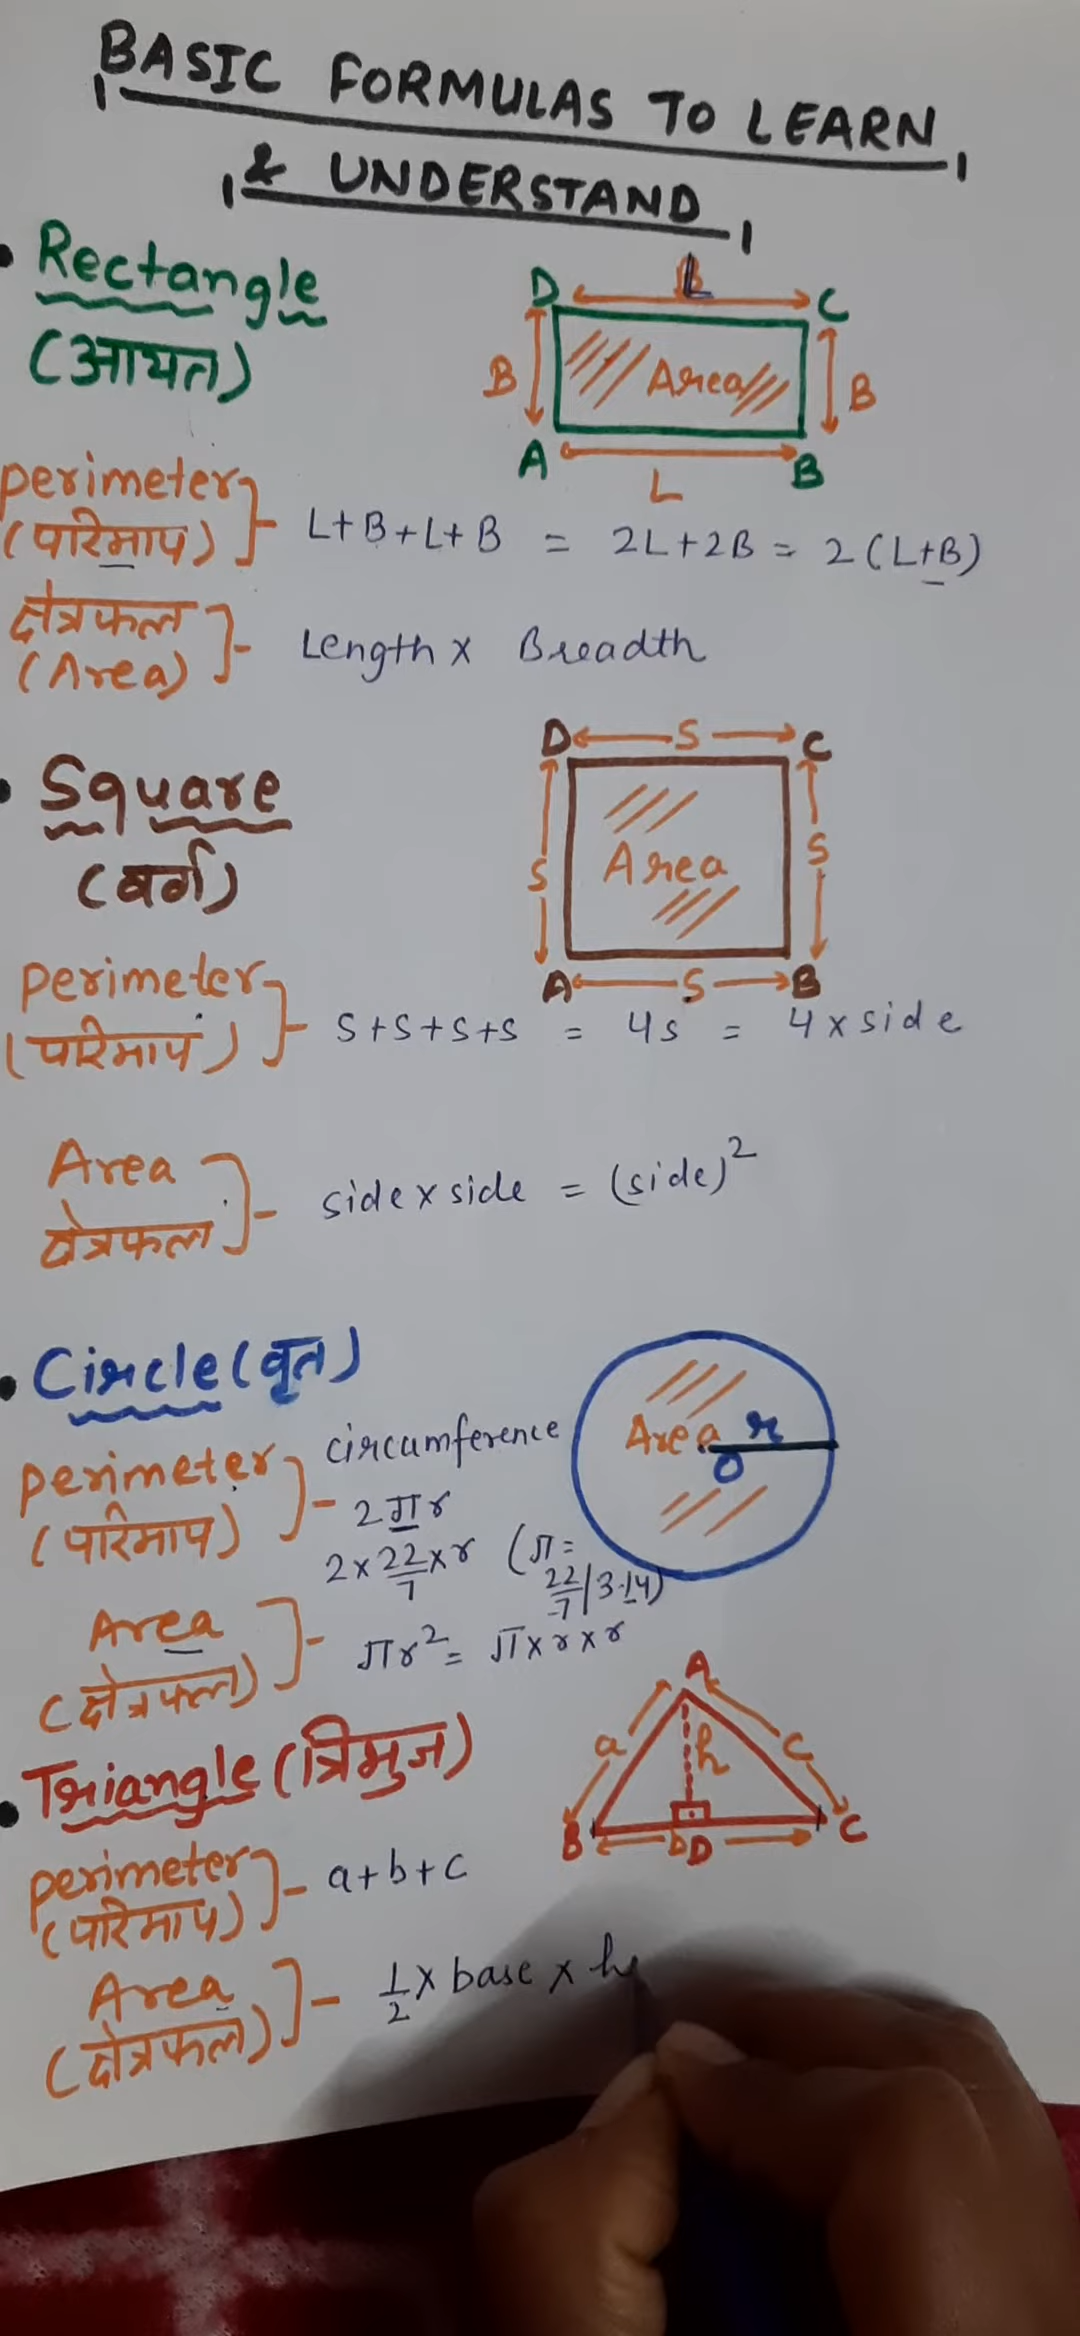 BASIC FORMULAS TO LEARN
& UNDERSTAND
• Rectangle
(आयत)
D L C
B Area B
A L B
perimeter
(परिमाप) } - L+B+L+B = 2L+2B = 2(L+B)
क्षेत्रफल
(Area) } - Length x Breadth
D S C
• Square
(वर्ग)
S Area S
A S B
perimeter
(परिमाप) } - S+S+S+S = 4s = 4 x side
Area
क्षेत्रफल } - side x side = (side)²
• Circle (वृत)
Area r
O
perimeter
(परिमाप) } - circumference
2πr
2 x 22/7 x r (π =
22/7 / 3.14)
Area
(क्षेत्रफल) } - πr² = π x r x r
• Triangle (त्रिभुज)
A
a h c
B b D C
perimeter
(परिमाप) } - a+b+c
Area
(क्षेत्रफल) } - 1/2 x base x he